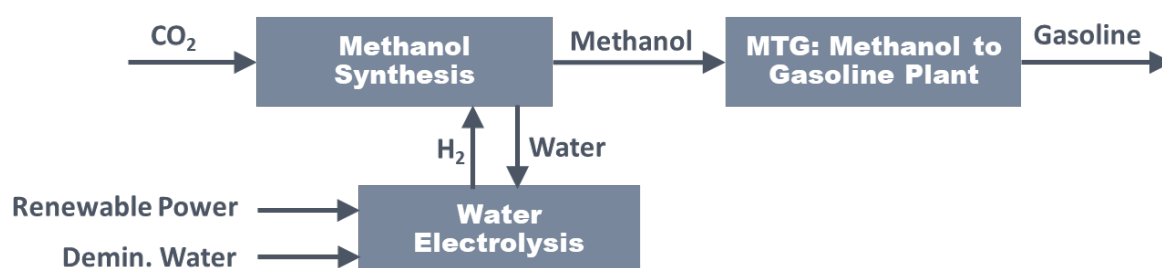 CO₂
Methanol
Synthesis
Methanol
MTG: Methanol to
Gasoline Plant
Gasoline
H₂
Water
Renewable Power
Demin. Water
Water
Electrolysis